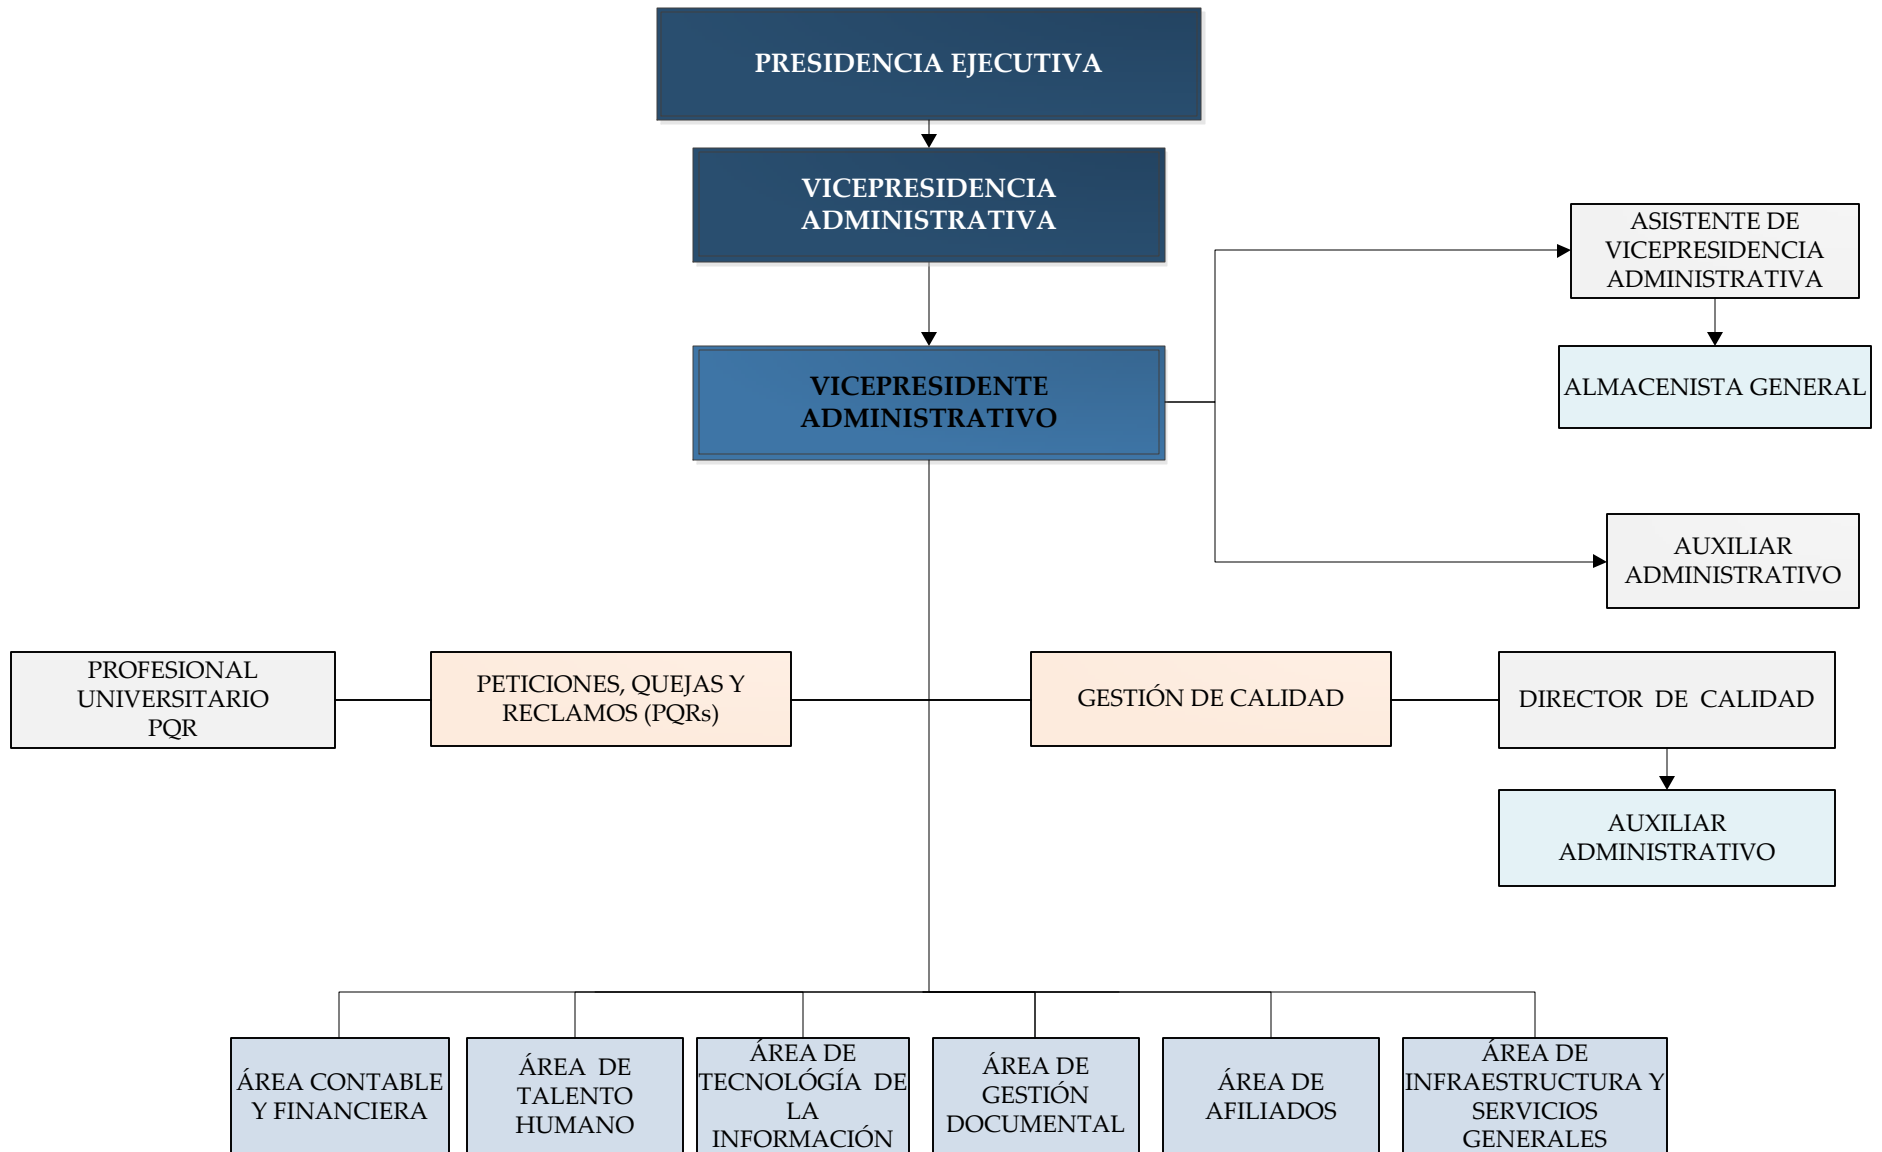 PRESIDENCIA EJECUTIVA
VICEPRESIDENCIA
ADMINISTRATIVA
ASISTENTE DE
VICEPRESIDENCIA
ADMINISTRATIVA
VICEPRESIDENTE
ADMINISTRATIVO
ALMACENISTA GENERAL
AUXILIAR
ADMINISTRATIVO
PROFESIONAL
UNIVERSITARIO
PQR
PETICIONES, QUEJAS Y
RECLAMOS (PQRs)
GESTIÓN DE CALIDAD
DIRECTOR DE CALIDAD
AUXILIAR
ADMINISTRATIVO
ÁREA CONTABLE
Y FINANCIERA
ÁREA DE
TALENTO
HUMANO
ÁREA DE
TECNOLÓGÍA DE
LA
INFORMACIÓN
ÁREA DE
GESTIÓN
DOCUMENTAL
ÁREA DE
AFILIADOS
ÁREA DE
INFRAESTRUCTURA Y
SERVICIOS
GENERALES